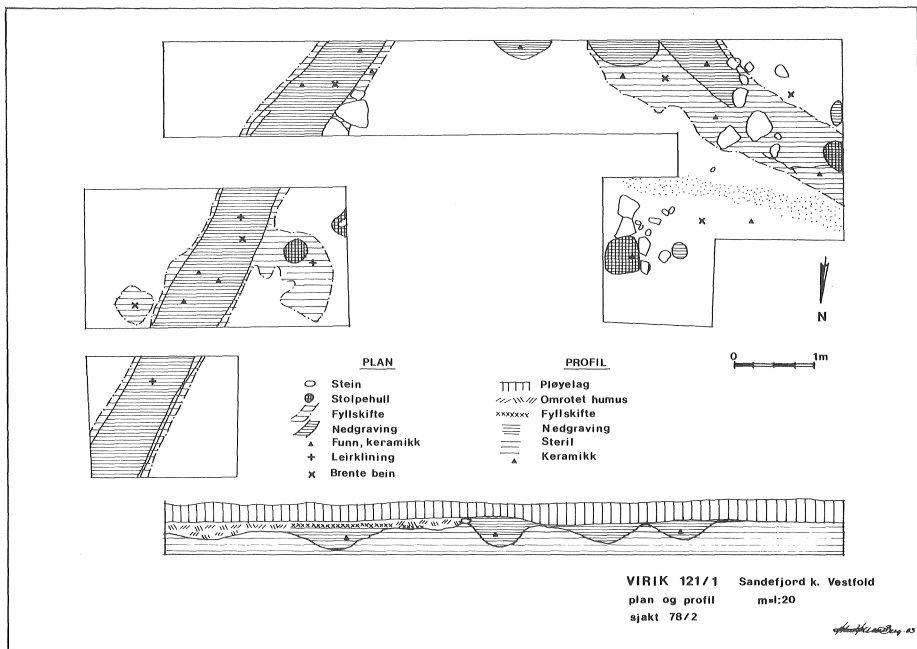 N
0 1m
PLAN
Stein
Stolpehull
Fyllskifte
Nedgraving
Funn, keramikk
Leirklining
Brente bein
PROFIL
Pløyelag
Omrotet humus
Fyllskifte
Nedgraving
Steril
Keramikk
VIRIK 121/1 Sandefjord k. Vestfold
plan og profil m=1:20
sjakt 78/2